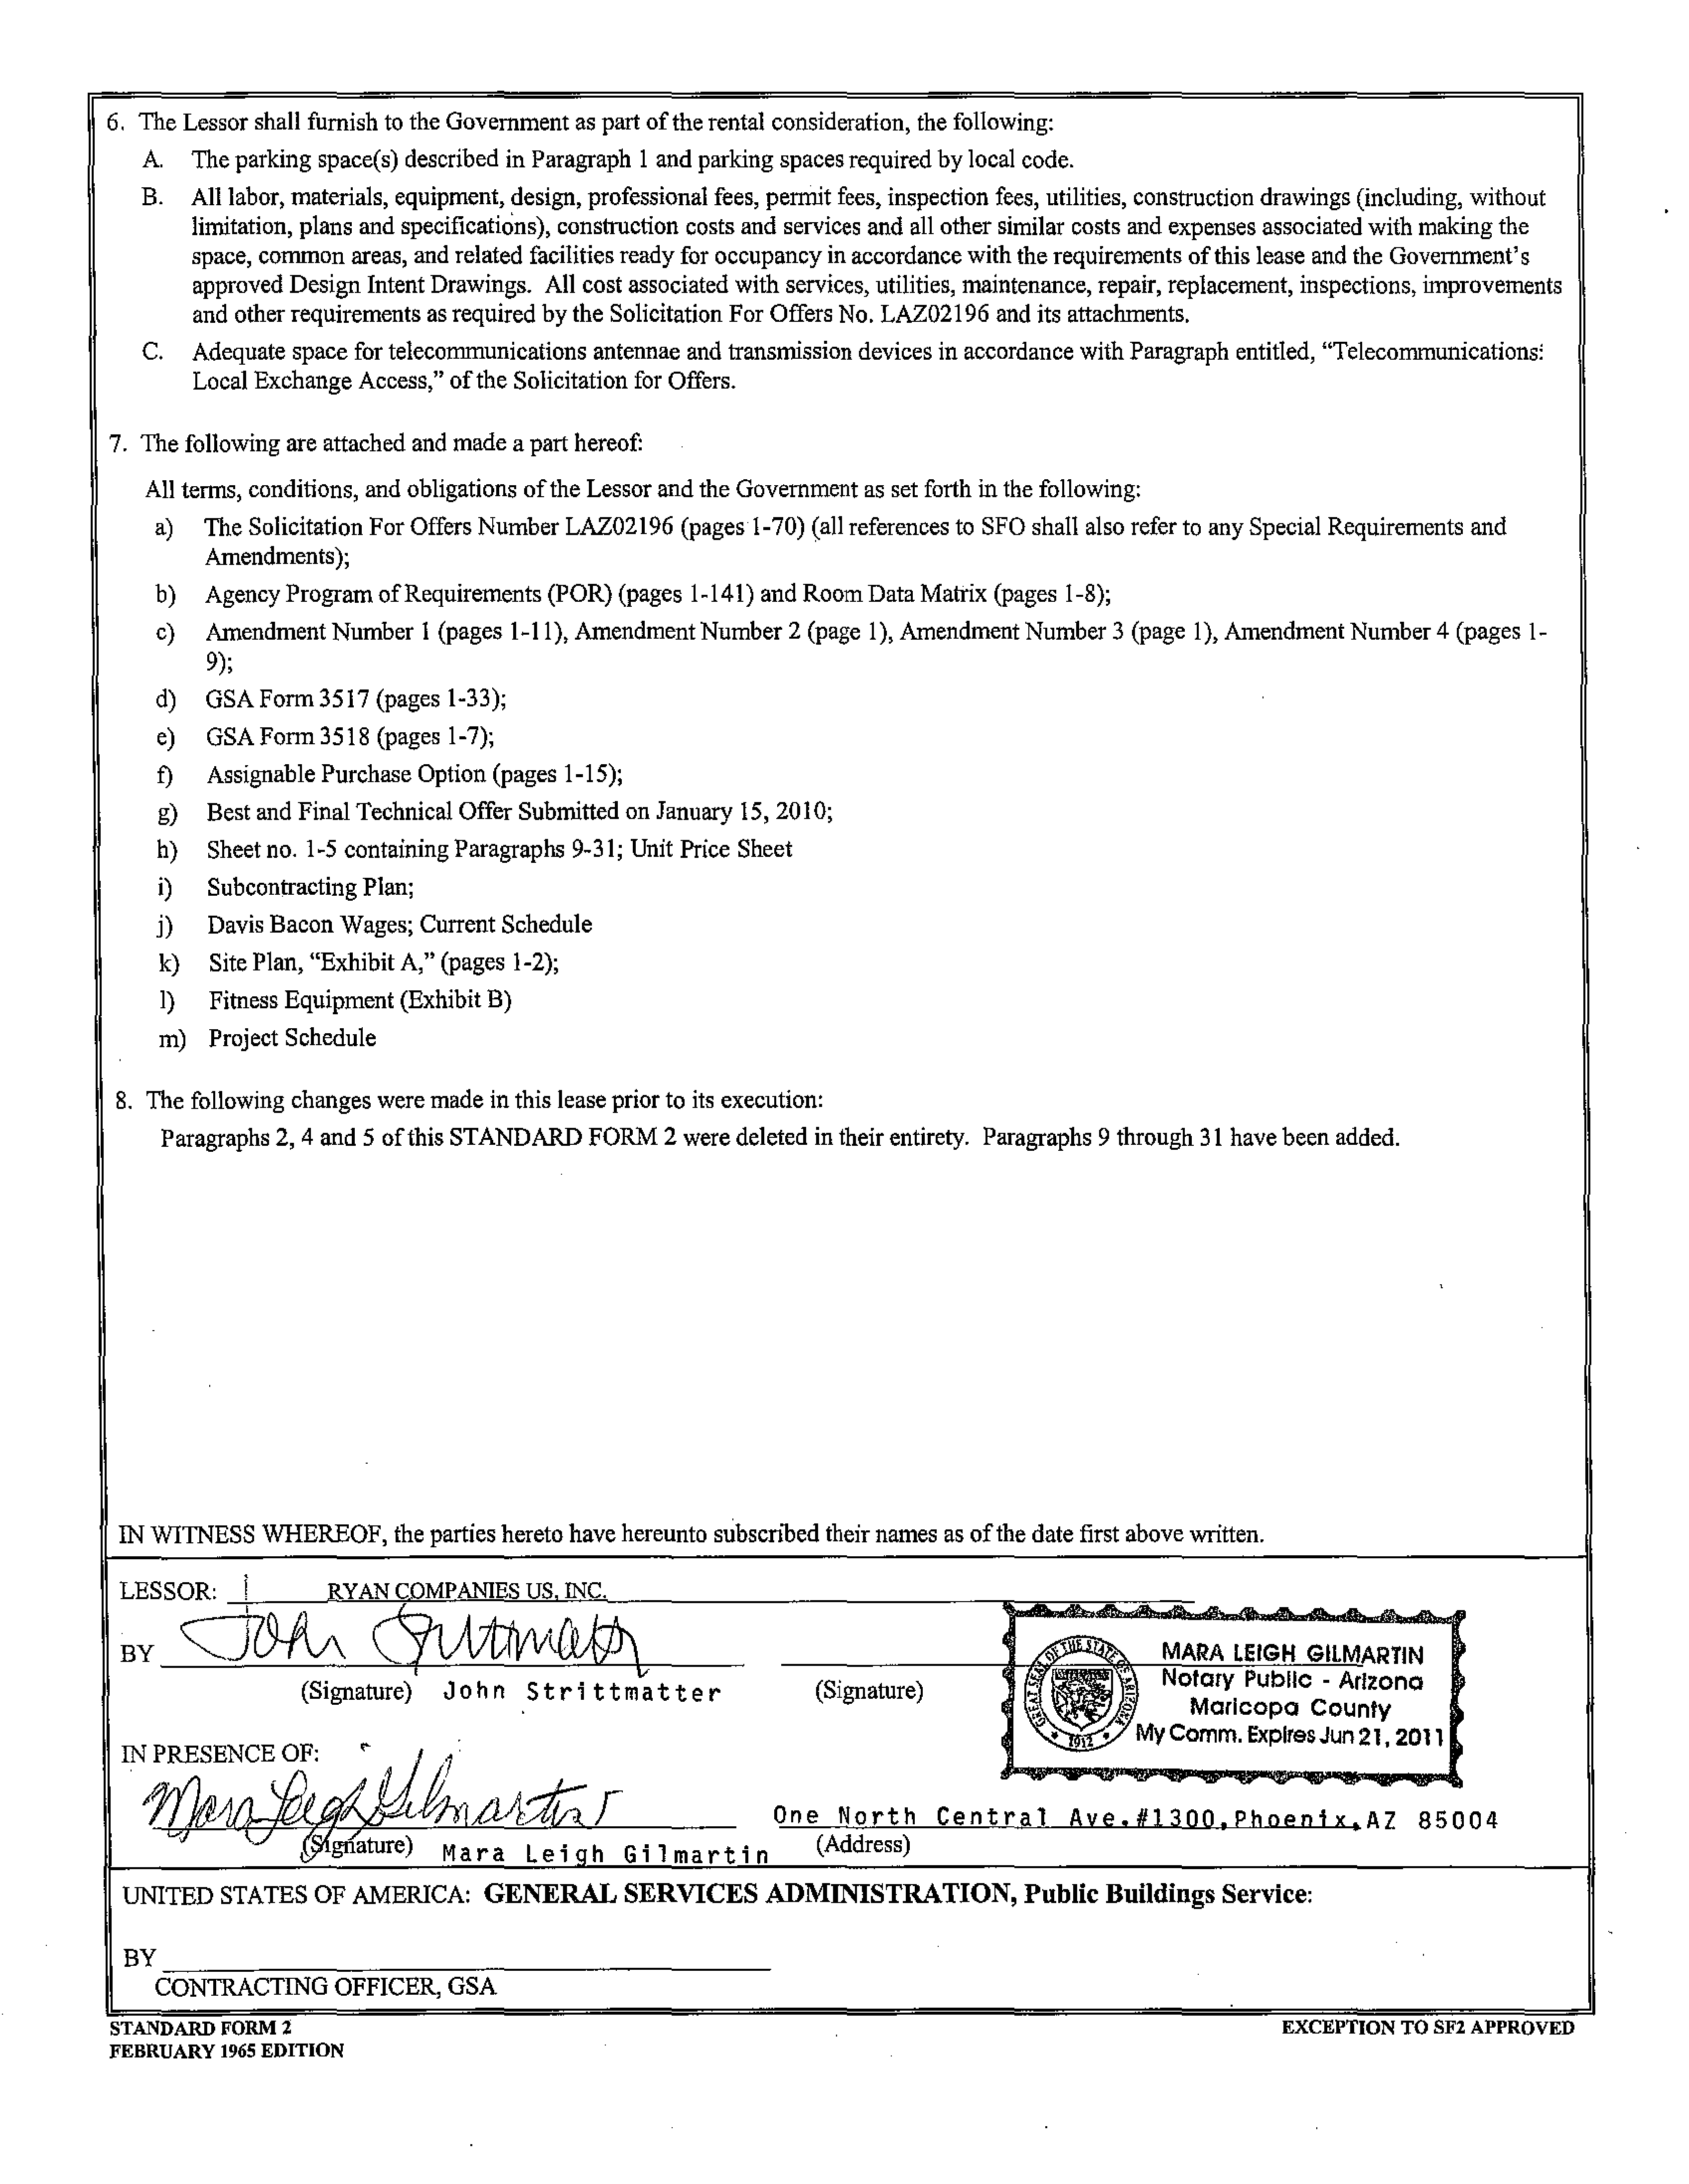 6. The Lessor shall furnish to the Government as part of the rental consideration, the following:
A. The parking space(s) described in Paragraph 1 and parking spaces required by local code.
B. All labor, materials, equipment, design, professional fees, permit fees, inspection fees, utilities, construction drawings (including, without
limitation, plans and specifications), construction costs and services and all other similar costs and expenses associated with making the
space, common areas, and related facilities ready for occupancy in accordance with the requirements of this lease and the Government's
approved Design Intent Drawings. All cost associated with services, utilities, maintenance, repair, replacement, inspections, improvements
and other requirements as required by the Solicitation For Offers No. LAZ02196 and its attachments.
C. Adequate space for telecommunications antennae and transmission devices in accordance with Paragraph entitled, "Telecommunications:
Local Exchange Access," of the Solicitation for Offers.
7. The following are attached and made a part hereof:
All terms, conditions, and obligations of the Lessor and the Government as set forth in the following:
a) The Solicitation For Offers Number LAZ02196 (pages 1-70) (all references to SFO shall also refer to any Special Requirements and
Amendments);
b) Agency Program of Requirements (POR) (pages 1-141) and Room Data Matrix (pages 1-8);
c) Amendment Number 1 (pages 1-11), Amendment Number 2 (page 1), Amendment Number 3 (page 1), Amendment Number 4 (pages 1-
9);
d) GSA Form 3517 (pages 1-33);
e) GSA Form 3518 (pages 1-7);
f) Assignable Purchase Option (pages 1-15);
g) Best and Final Technical Offer Submitted on January 15, 2010;
h) Sheet no. 1-5 containing Paragraphs 9-31; Unit Price Sheet
i) Subcontracting Plan;
j) Davis Bacon Wages; Current Schedule
k) Site Plan, "Exhibit A," (pages 1-2);
l) Fitness Equipment (Exhibit B)
m) Project Schedule
8. The following changes were made in this lease prior to its execution:
Paragraphs 2, 4 and 5 of this STANDARD FORM 2 were deleted in their entirety. Paragraphs 9 through 31 have been added.
IN WITNESS WHEREOF, the parties hereto have hereunto subscribed their names as of the date first above written.
LESSOR: RYAN COMPANIES US, INC.
BY John Strittmatter
(Signature) John Strittmatter (Signature)
GREAT SEAL OF THE STATE OF ARIZONA
1912
MARA LEIGH GILMARTIN
Notary Public - Arizona
Maricopa County
My Comm. Expires Jun 21, 2011
IN PRESENCE OF:
Mara Leigh Gilmartin
One North Central Ave.#1300,Phoenix,AZ 85004
(Signature) Mara Leigh Gilmartin (Address)
UNITED STATES OF AMERICA: GENERAL SERVICES ADMINISTRATION, Public Buildings Service:
BY
CONTRACTING OFFICER, GSA
STANDARD FORM 2 EXCEPTION TO SF2 APPROVED
FEBRUARY 1965 EDITION